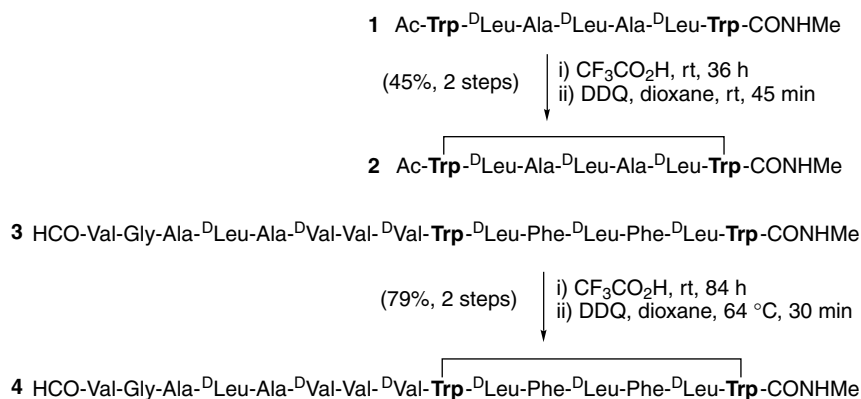 1 Ac-Trp-ᴰLeu-Ala-ᴰLeu-Ala-ᴰLeu-Trp-CONHMe
(45%, 2 steps)
i) CF₃CO₂H, rt, 36 h
ii) DDQ, dioxane, rt, 45 min
2 Ac-Trp-ᴰLeu-Ala-ᴰLeu-Ala-ᴰLeu-Trp-CONHMe
3 HCO-Val-Gly-Ala-ᴰLeu-Ala-ᴰVal-Val-ᴰVal-Trp-ᴰLeu-Phe-ᴰLeu-Phe-ᴰLeu-Trp-CONHMe
(79%, 2 steps)
i) CF₃CO₂H, rt, 84 h
ii) DDQ, dioxane, 64 °C, 30 min
4 HCO-Val-Gly-Ala-ᴰLeu-Ala-ᴰVal-Val-ᴰVal-Trp-ᴰLeu-Phe-ᴰLeu-Phe-ᴰLeu-Trp-CONHMe